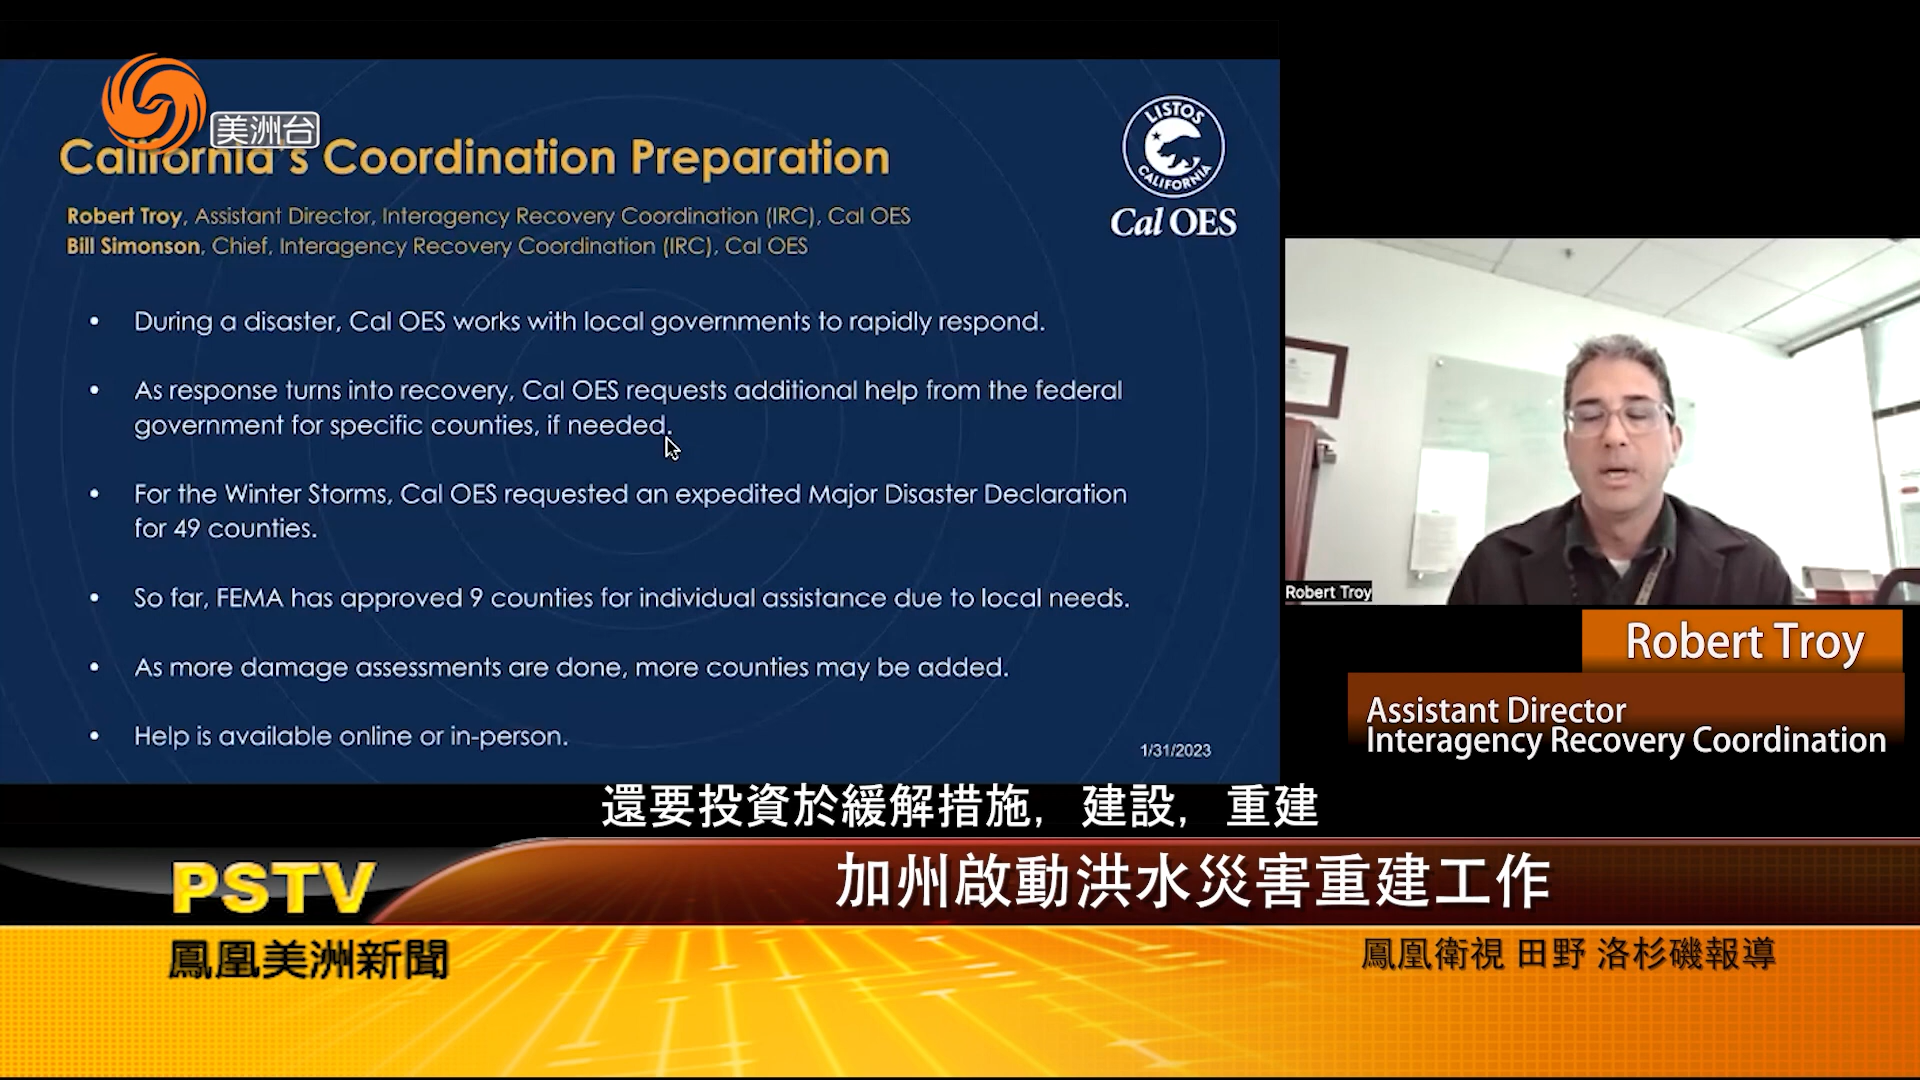 美洲台
California's Coordination Preparation
LISTOS
CALIFORNIA
Cal OES
Robert Troy, Assistant Director, Interagency Recovery Coordination (IRC), Cal OES
Bill Simonson, Chief, Interagency Recovery Coordination (IRC), Cal OES
• During a disaster, Cal OES works with local governments to rapidly respond.
• As response turns into recovery, Cal OES requests additional help from the federal
government for specific counties, if needed.
• For the Winter Storms, Cal OES requested an expedited Major Disaster Declaration
for 49 counties.
• So far, FEMA has approved 9 counties for individual assistance due to local needs.
• As more damage assessments are done, more counties may be added.
• Help is available online or in-person.
1/31/2023
Robert Troy
Robert Troy
Assistant Director
Interagency Recovery Coordination
還要投資於緩解措施, 建設, 重建
PSTV
加州啟動洪水災害重建工作
鳳凰美洲新聞
鳳凰衛視 田野 洛杉磯報導